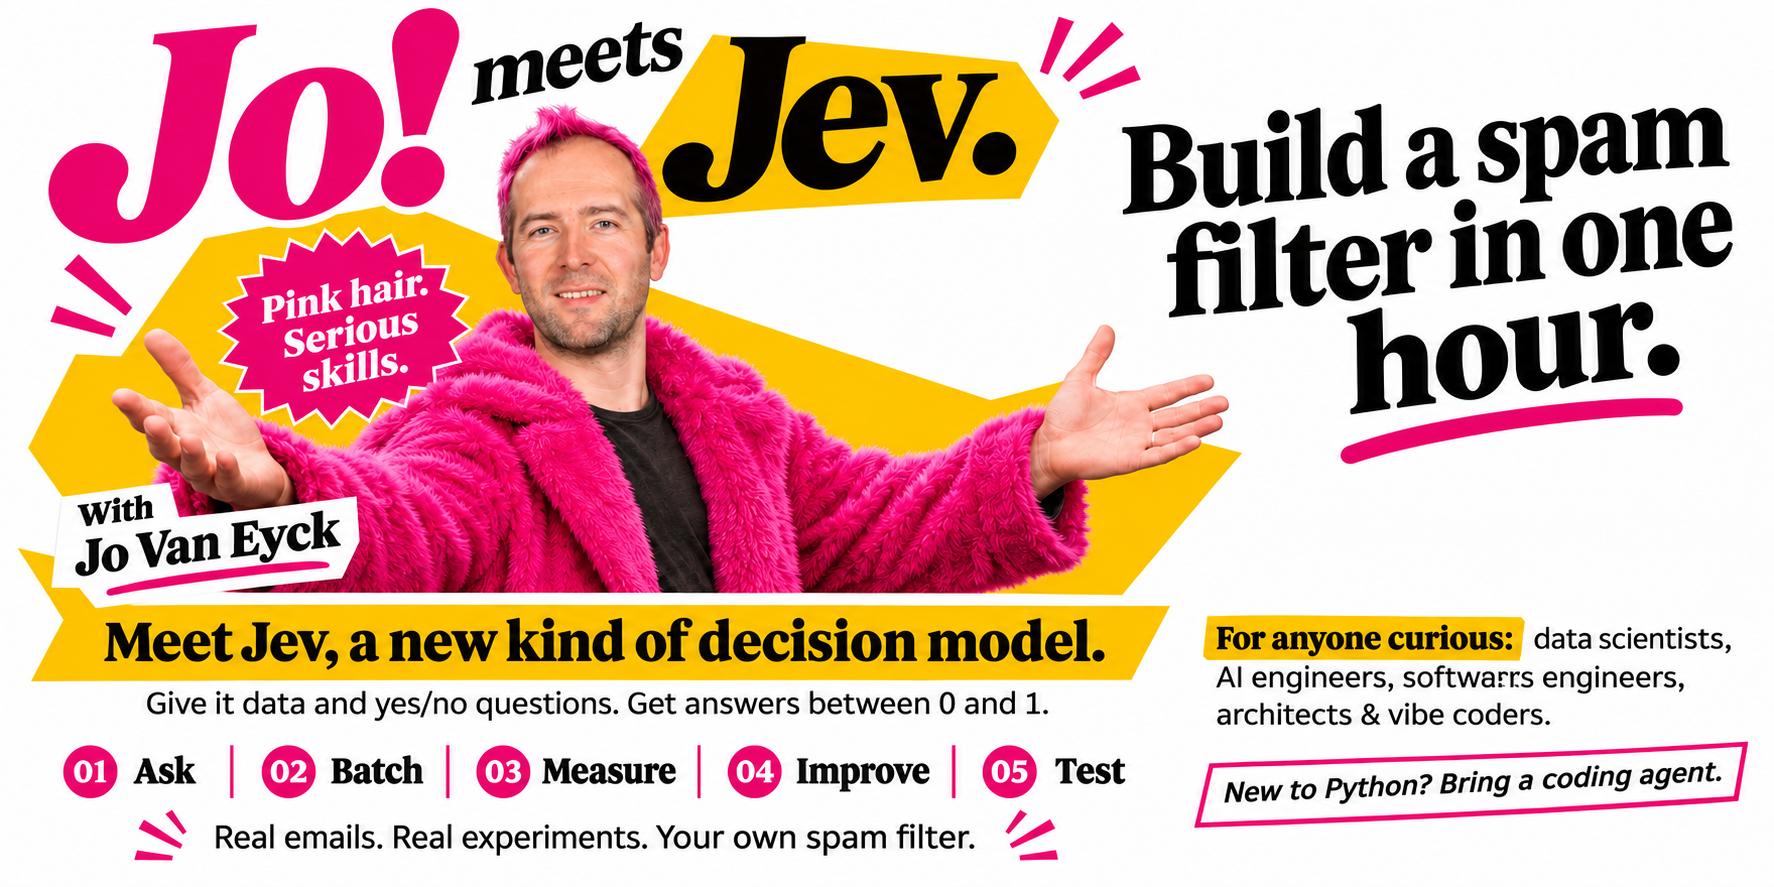 Jo! meets Jev.
Build a spam
filter in one
hour.
Pink hair.
Serious
skills.
With
Jo Van Eyck
Meet Jev, a new kind of decision model.
Give it data and yes/no questions. Get answers between 0 and 1.
01 Ask
02 Batch
03 Measure
04 Improve
05 Test
Real emails. Real experiments. Your own spam filter.
For anyone curious: data scientists,
AI engineers, engineers,
architects & vibe coders.
New to Python? Bring a coding agent.